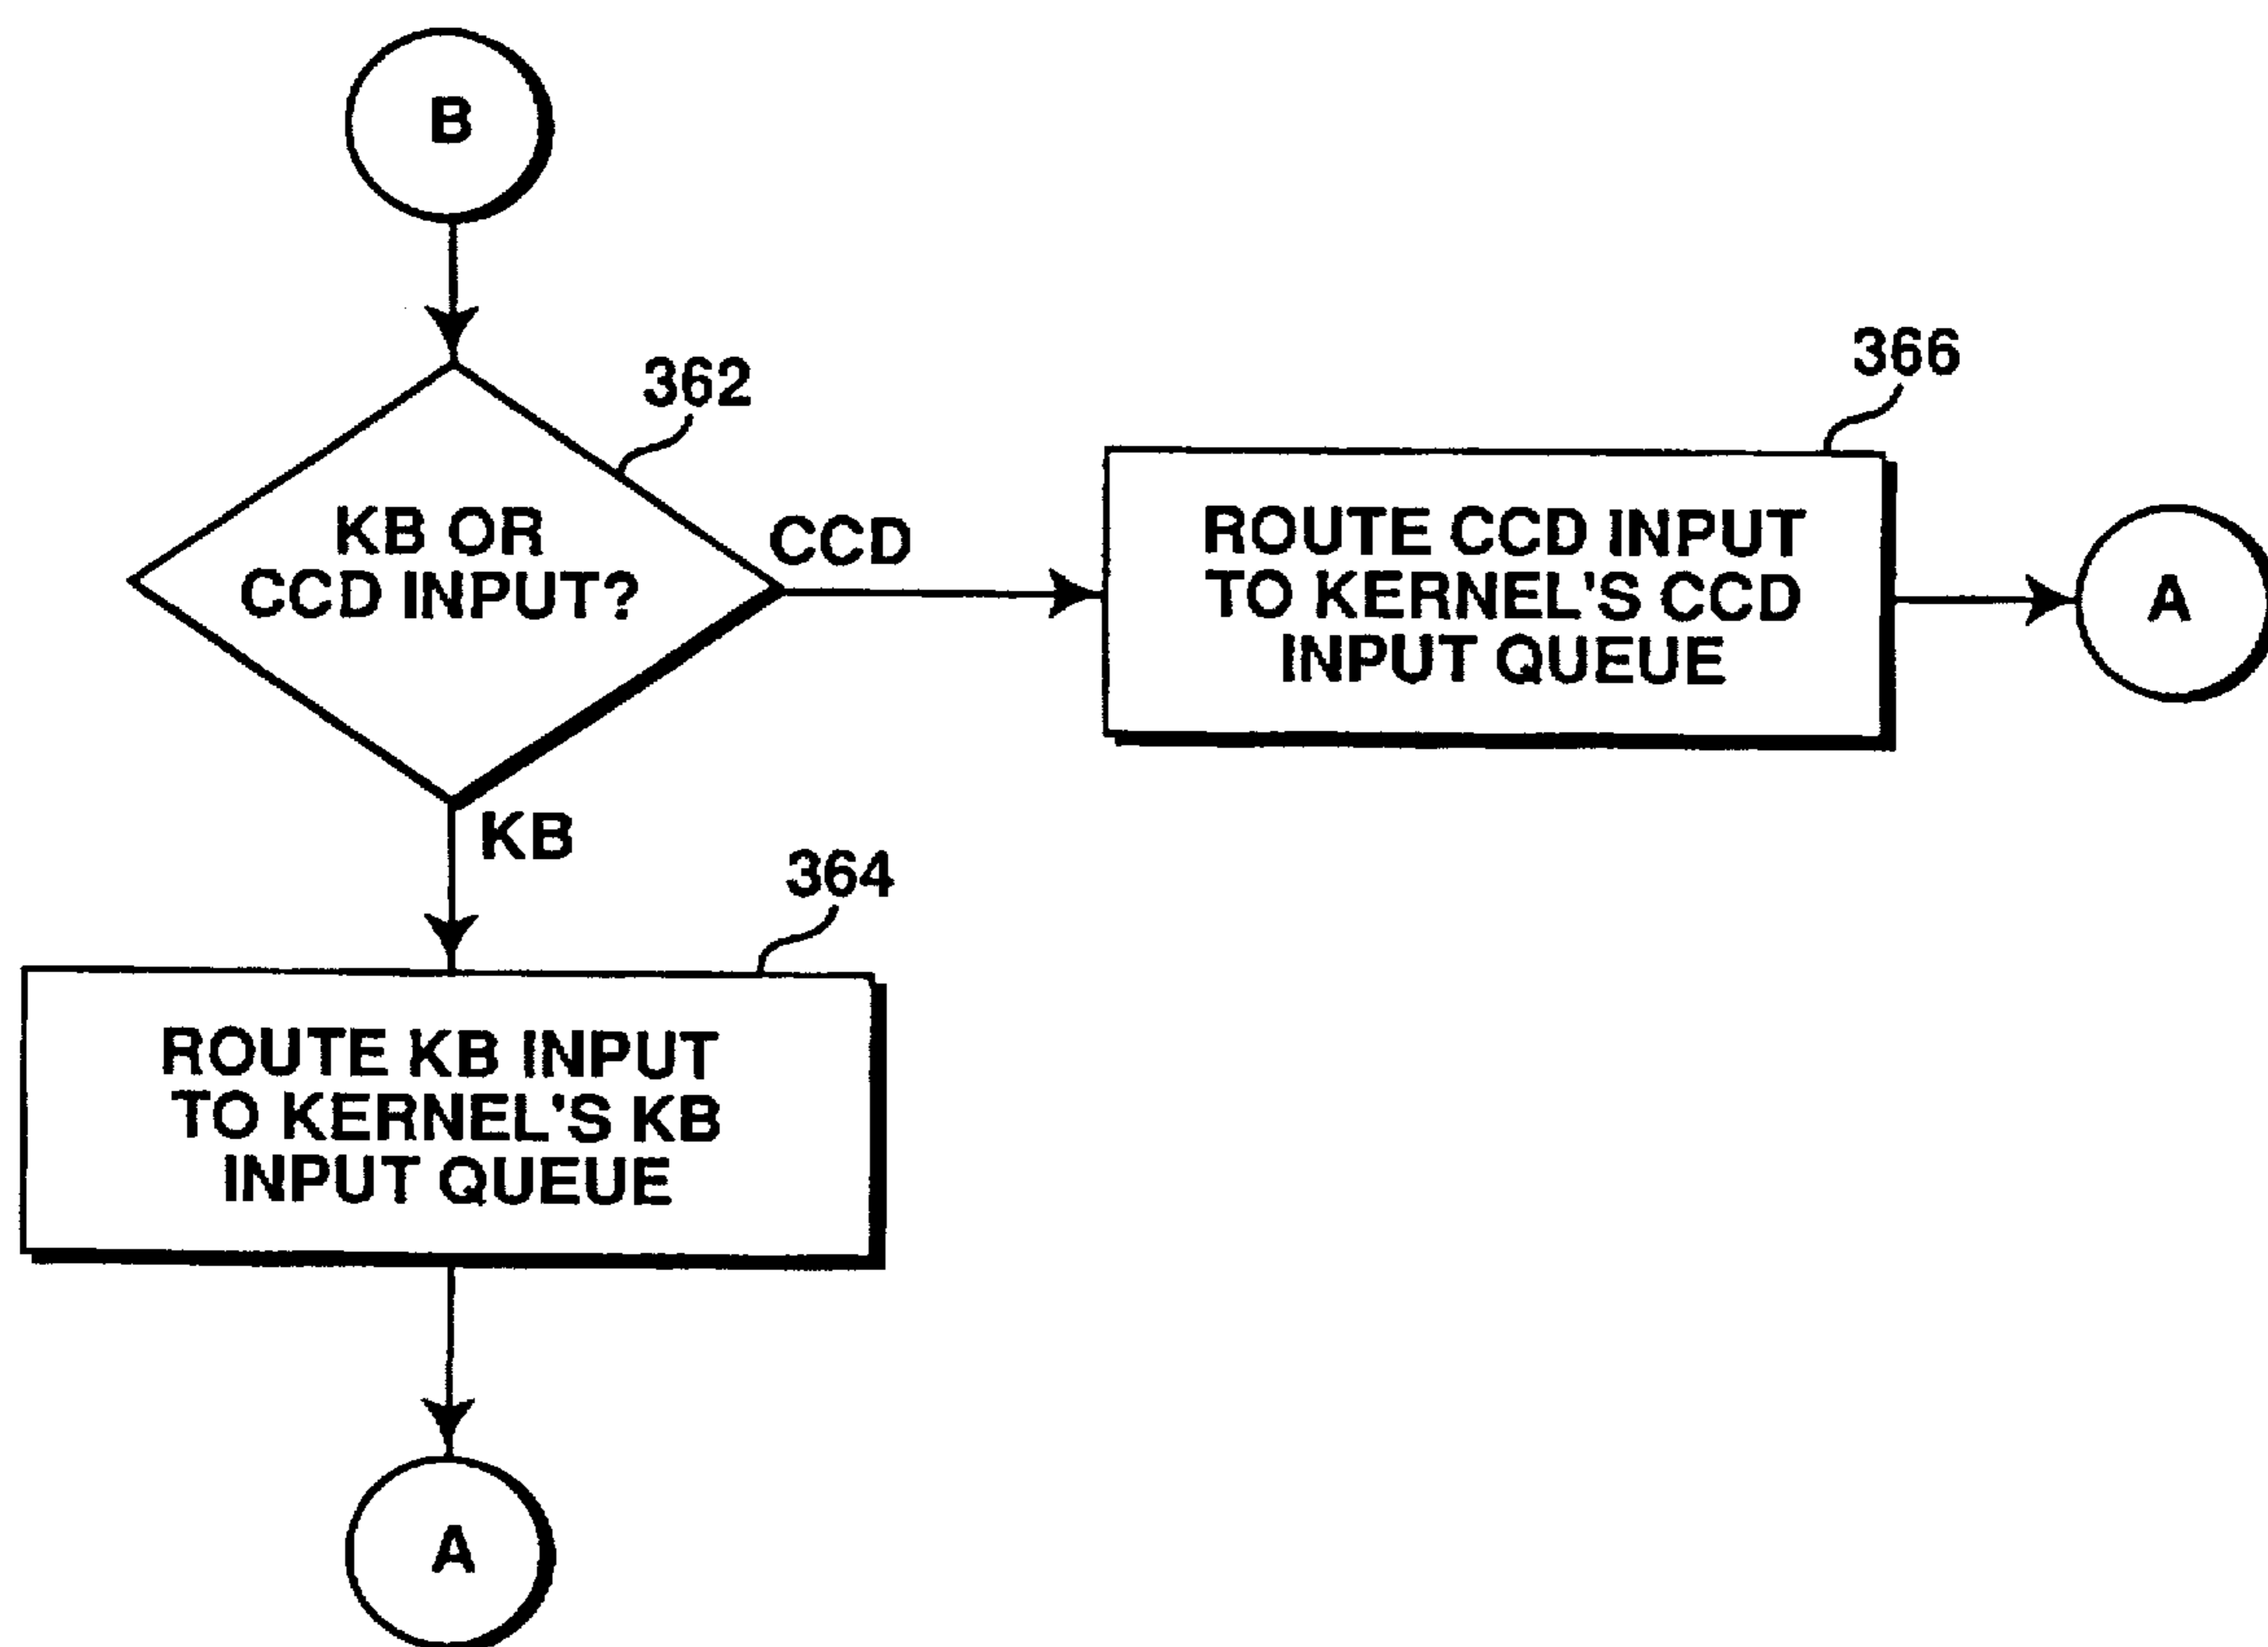 B
362
KB OR
CCD INPUT?
CCD
366
ROUTE CCD INPUT
TO KERNEL'S CCD
INPUT QUEUE
A
KB
364
ROUTE KB INPUT
TO KERNEL'S KB
INPUT QUEUE
A